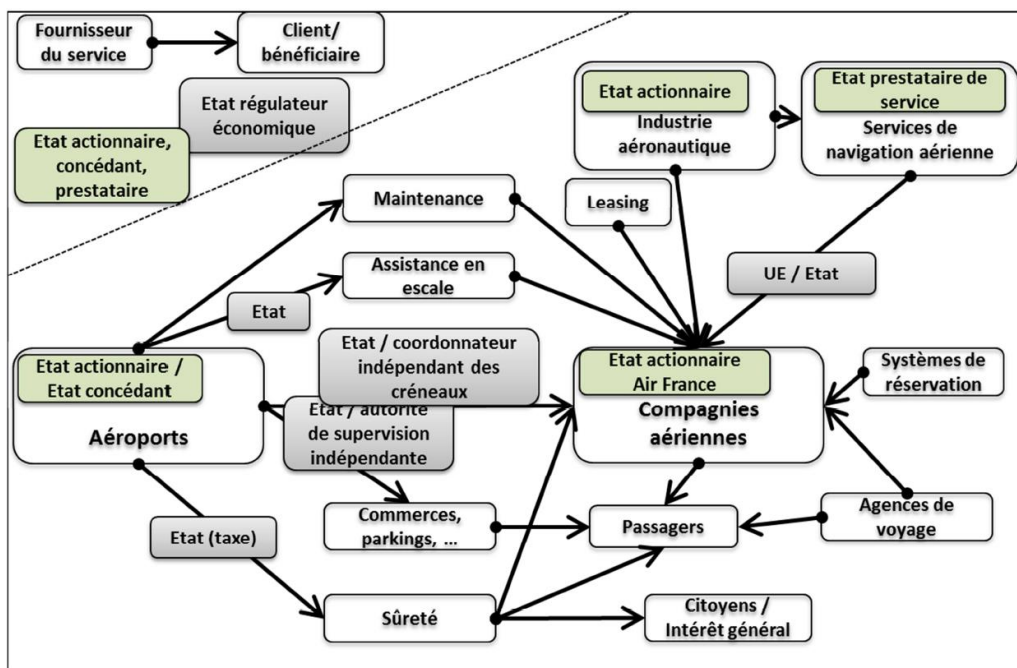 Fournisseur
du service
Client/
bénéficiaire
Etat régulateur
économique
Etat actionnaire,
concédant,
prestataire
Etat actionnaire
Industrie
aéronautique
Etat prestataire de
service
Services de
navigation aérienne
Maintenance
Leasing
Assistance en
escale
UE / Etat
Etat
Etat actionnaire /
Etat concédant
Aéroports
Etat / coordonnateur
indépendant des
créneaux
Etat / autorité
de supervision
indépendante
Etat actionnaire
Air France
Compagnies
aériennes
Systèmes de
réservation
Commerces,
parkings, ...
Passagers
Agences de
voyage
Etat (taxe)
Sûreté
Citoyens /
Intérêt général